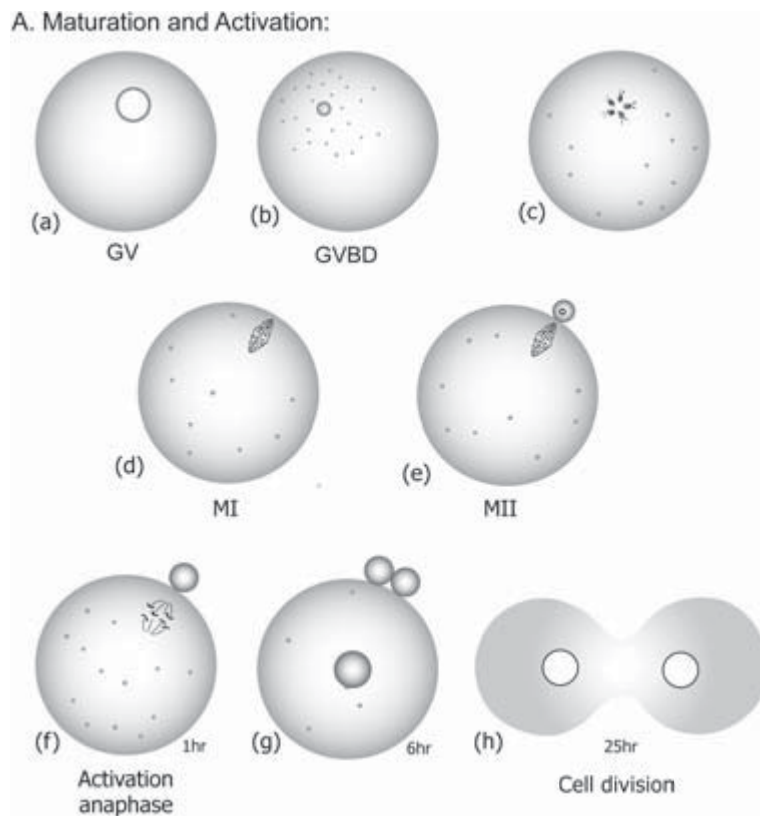 A. Maturation and Activation:
(a)
GV
(b)
GVBD
(c)
(d)
MI
(e)
MII
(f)
1hr
Activation
anaphase
(g)
6hr
(h)
25hr
Cell division